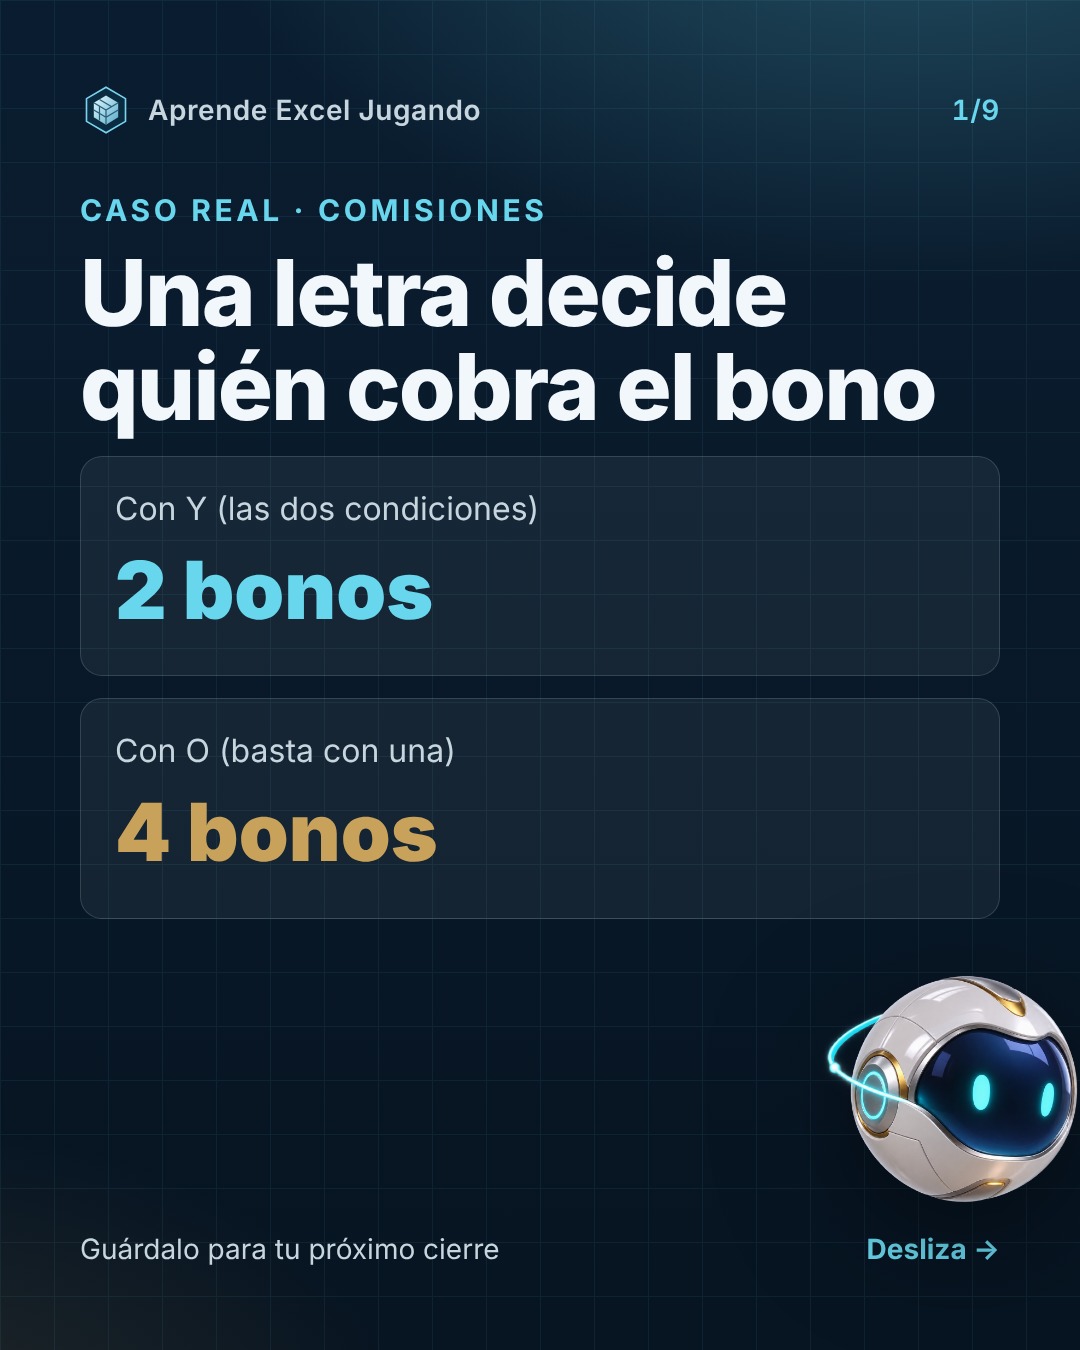 Aprende Excel Jugando
1/9
CASO REAL · COMISIONES
Una letra decide
quién cobra el bono
Con Y (las dos condiciones)
2 bonos
Con O (basta con una)
4 bonos
Guárdalo para tu próximo cierre
Desliza →